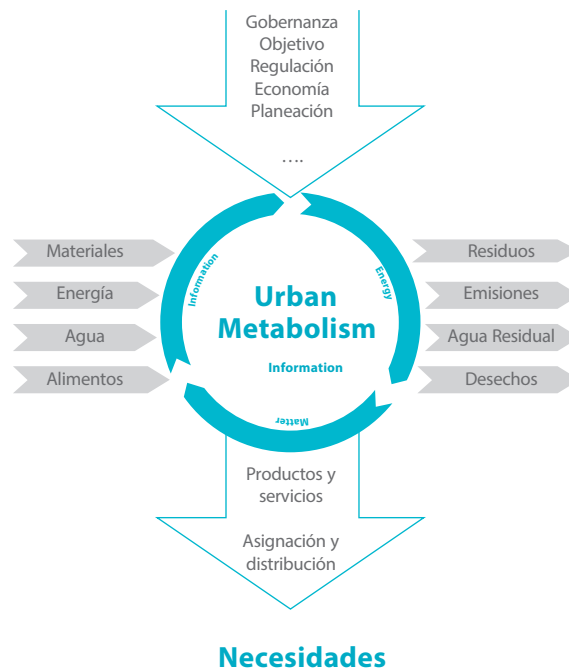 Gobernanza
Objetivo
Regulación
Economía
Planeación
....
Materiales
Energía
Agua
Alimentos
Information
Energy
Matter
Urban
Metabolism
Information
Residuos
Emisiones
Agua Residual
Desechos
Productos y
servicios
Asignación y
distribución
Necesidades